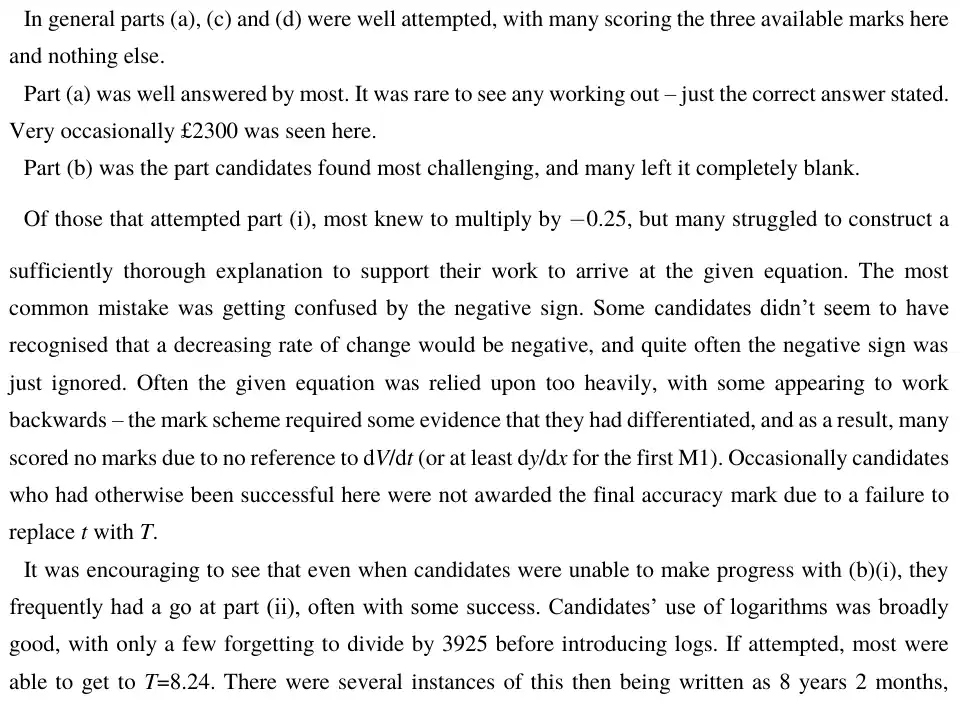 In general parts (a), (c) and (d) were well attempted, with many scoring the three available marks here
and nothing else.
Part (a) was well answered by most. It was rare to see any working out – just the correct answer stated.
Very occasionally £2300 was seen here.
Part (b) was the part candidates found most challenging, and many left it completely blank.
Of those that attempted part (i), most knew to multiply by −0.25, but many struggled to construct a
sufficiently thorough explanation to support their work to arrive at the given equation. The most
common mistake was getting confused by the negative sign. Some candidates didn’t seem to have
recognised that a decreasing rate of change would be negative, and quite often the negative sign was
just ignored. Often the given equation was relied upon too heavily, with some appearing to work
backwards – the mark scheme required some evidence that they had differentiated, and as a result, many
scored no marks due to no reference to dV/dt (or at least dy/dx for the first M1). Occasionally candidates
who had otherwise been successful here were not awarded the final accuracy mark due to a failure to
replace t with T.
It was encouraging to see that even when candidates were unable to make progress with (b)(i), they
frequently had a go at part (ii), often with some success. Candidates’ use of logarithms was broadly
good, with only a few forgetting to divide by 3925 before introducing logs. If attempted, most were
able to get to T=8.24. There were several instances of this then being written as 8 years 2 months,